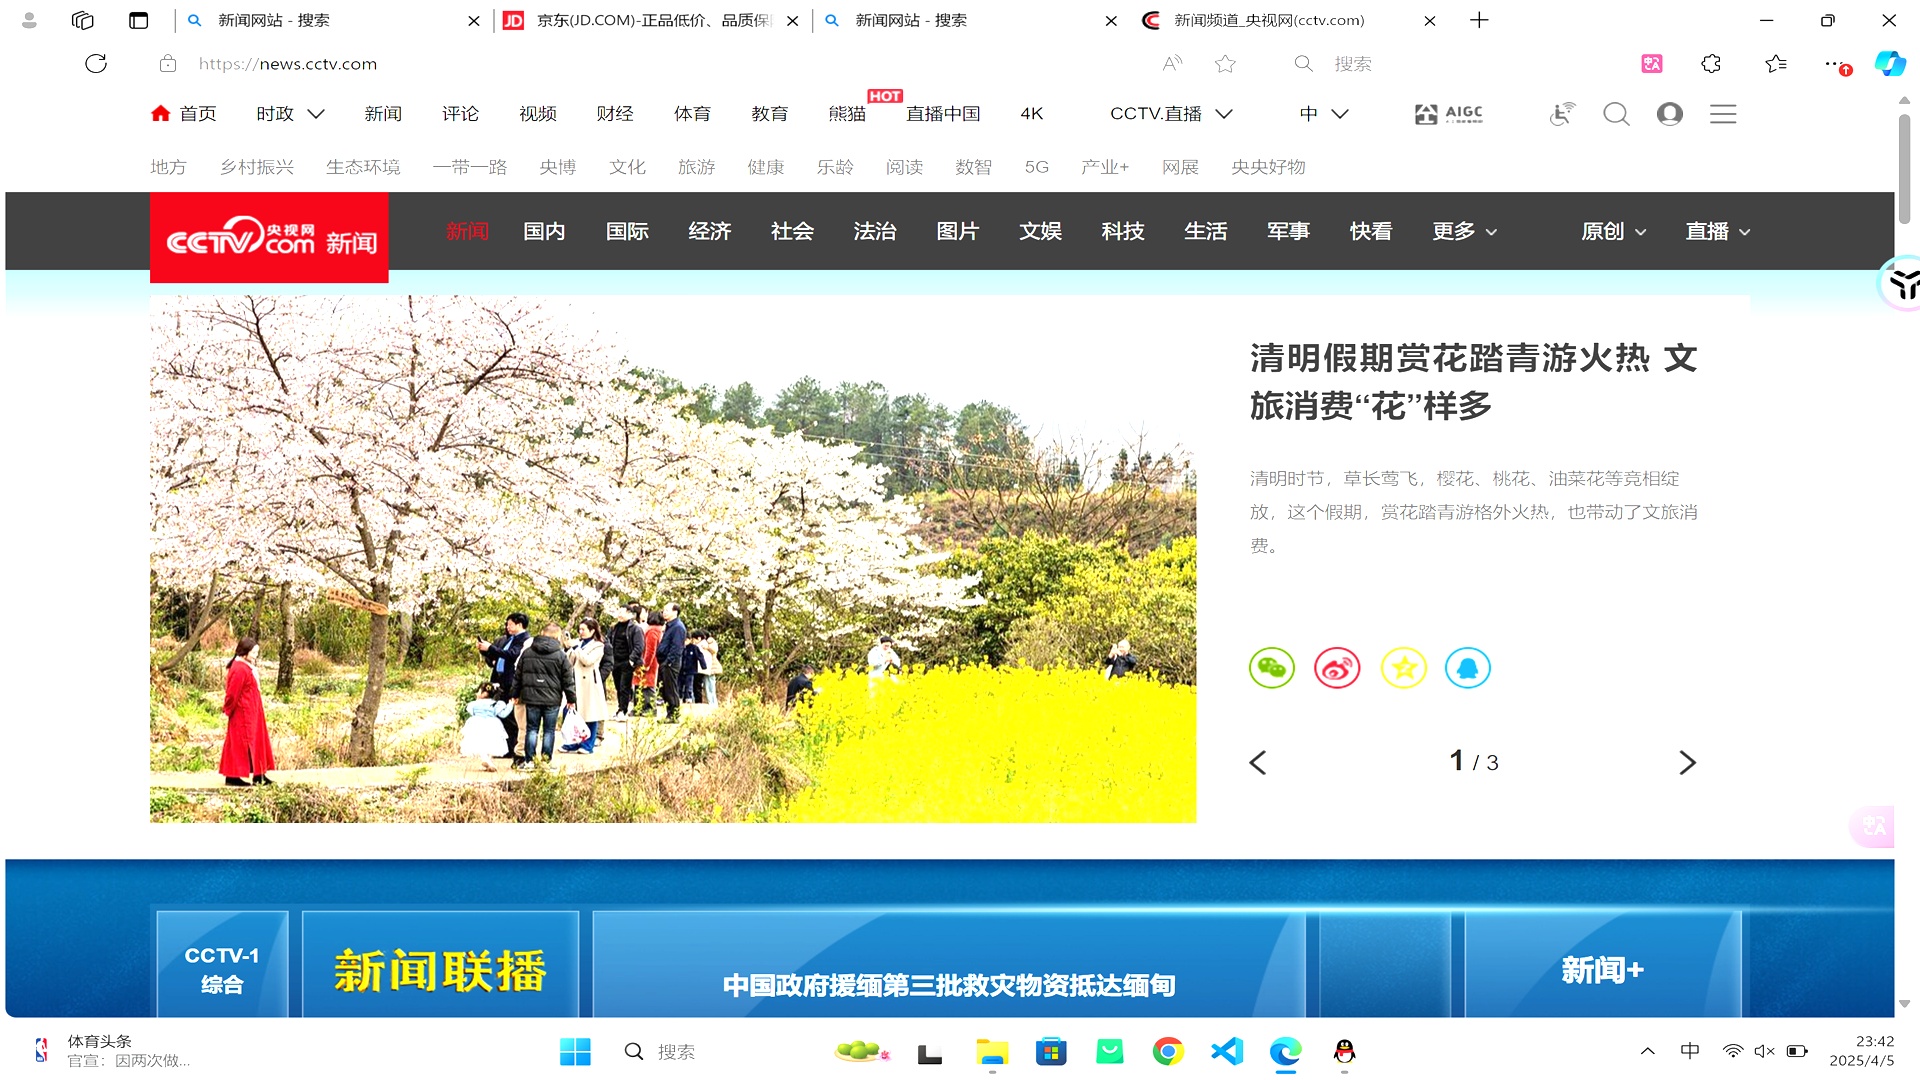 新闻网站 - 搜索
京东(JD.COM)-正品低价、品质保
新闻网站 - 搜索
新闻频道_央视网(cctv.com)
https://news.cctv.com
搜索
首页 时政 新闻 评论 视频 财经 体育 教育 熊猫 HOT 直播中国 4K CCTV.直播 中 AIGC
地方 乡村振兴 生态环境 一带一路 央博 文化 旅游 健康 乐龄 阅读 数智 5G 产业+ 网展 央央好物
CCTV.com 央视网 新闻
新闻 国内 国际 经济 社会 法治 图片 文娱 科技 生活 军事 快看 更多 原创 直播
清明假期赏花踏青游火热 文
旅消费“花”样多
清明时节，草长莺飞，樱花、桃花、油菜花等竞相绽
放，这个假期，赏花踏青游格外火热，也带动了文旅消
费。
1 / 3
CCTV-1
综合
新闻联播
中国政府援缅第三批救灾物资抵达缅甸
新闻+
体育头条
官宣：因两次做...
搜索
中
23:42
2025/4/5